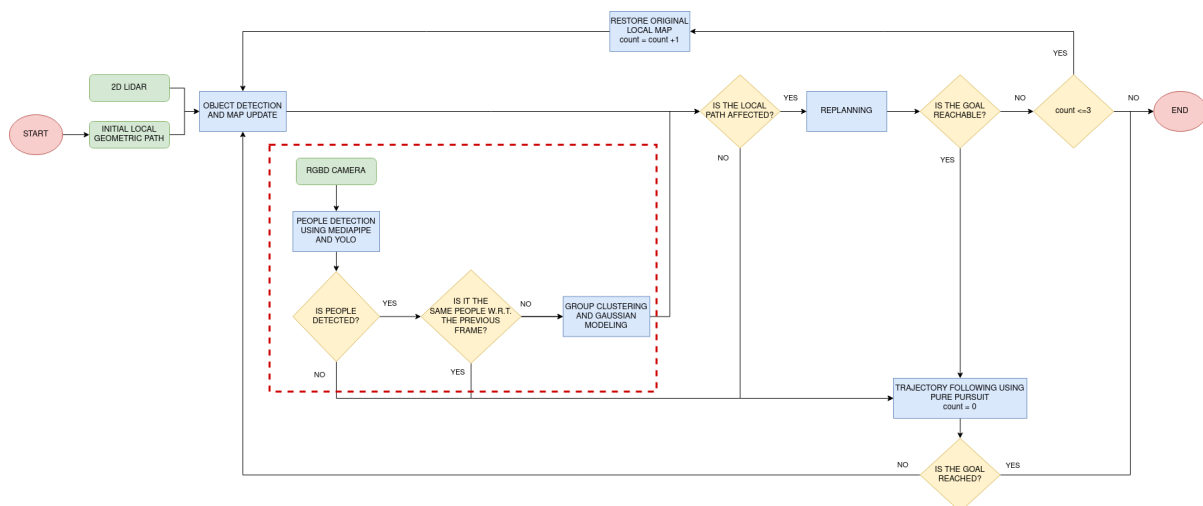 RESTORE ORIGINAL
LOCAL MAP
count = count +1
YES
2D LiDAR
START
INITIAL LOCAL
GEOMETRIC PATH
OBJECT DETECTION
AND MAP UPDATE
IS THE LOCAL
PATH AFFECTED?
YES
REPLANNING
IS THE GOAL
REACHABLE?
NO
count <=3
NO
END
NO
YES
RGBD CAMERA
PEOPLE DETECTION
USING MEDIAPIPE
AND YOLO
IS PEOPLE
DETECTED?
YES
IS IT THE
SAME PEOPLE W.R.T.
THE PREVIOUS
FRAME?
NO
GROUP CLUSTERING
AND GAUSSIAN
MODELING
NO
YES
TRAJECTORY FOLLOWING USING
PURE PURSUIT
count = 0
NO
IS THE GOAL
REACHED?
YES